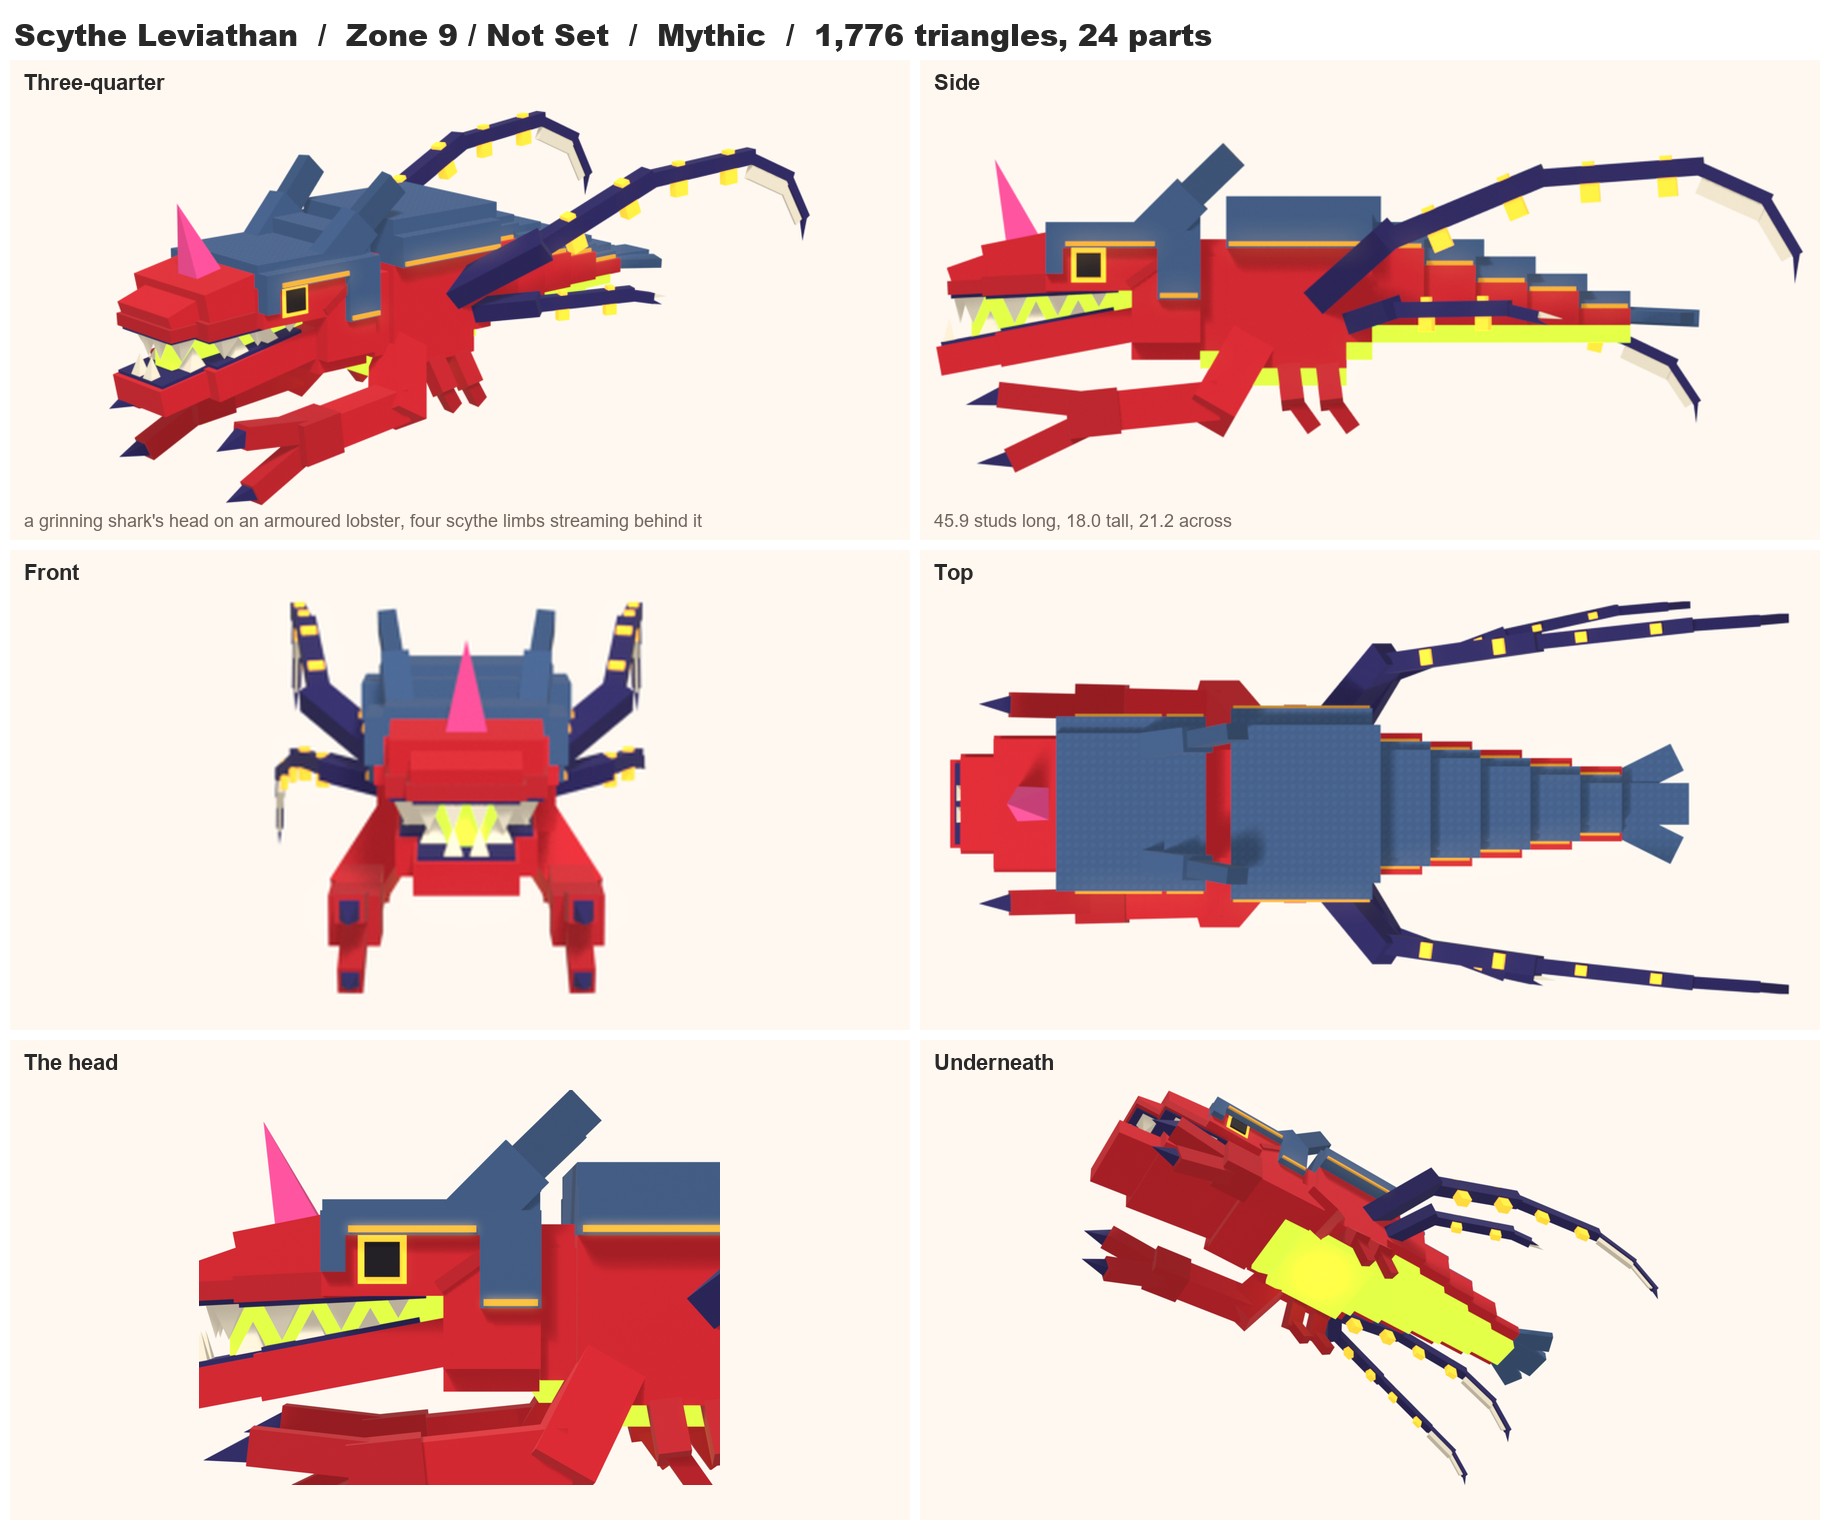 Scythe Leviathan / Zone 9 / Not Set / Mythic / 1,776 triangles, 24 parts
Three-quarter
Side
a grinning shark's head on an armoured lobster, four scythe limbs streaming behind it
45.9 studs long, 18.0 tall, 21.2 across
Front
Top
The head
Underneath